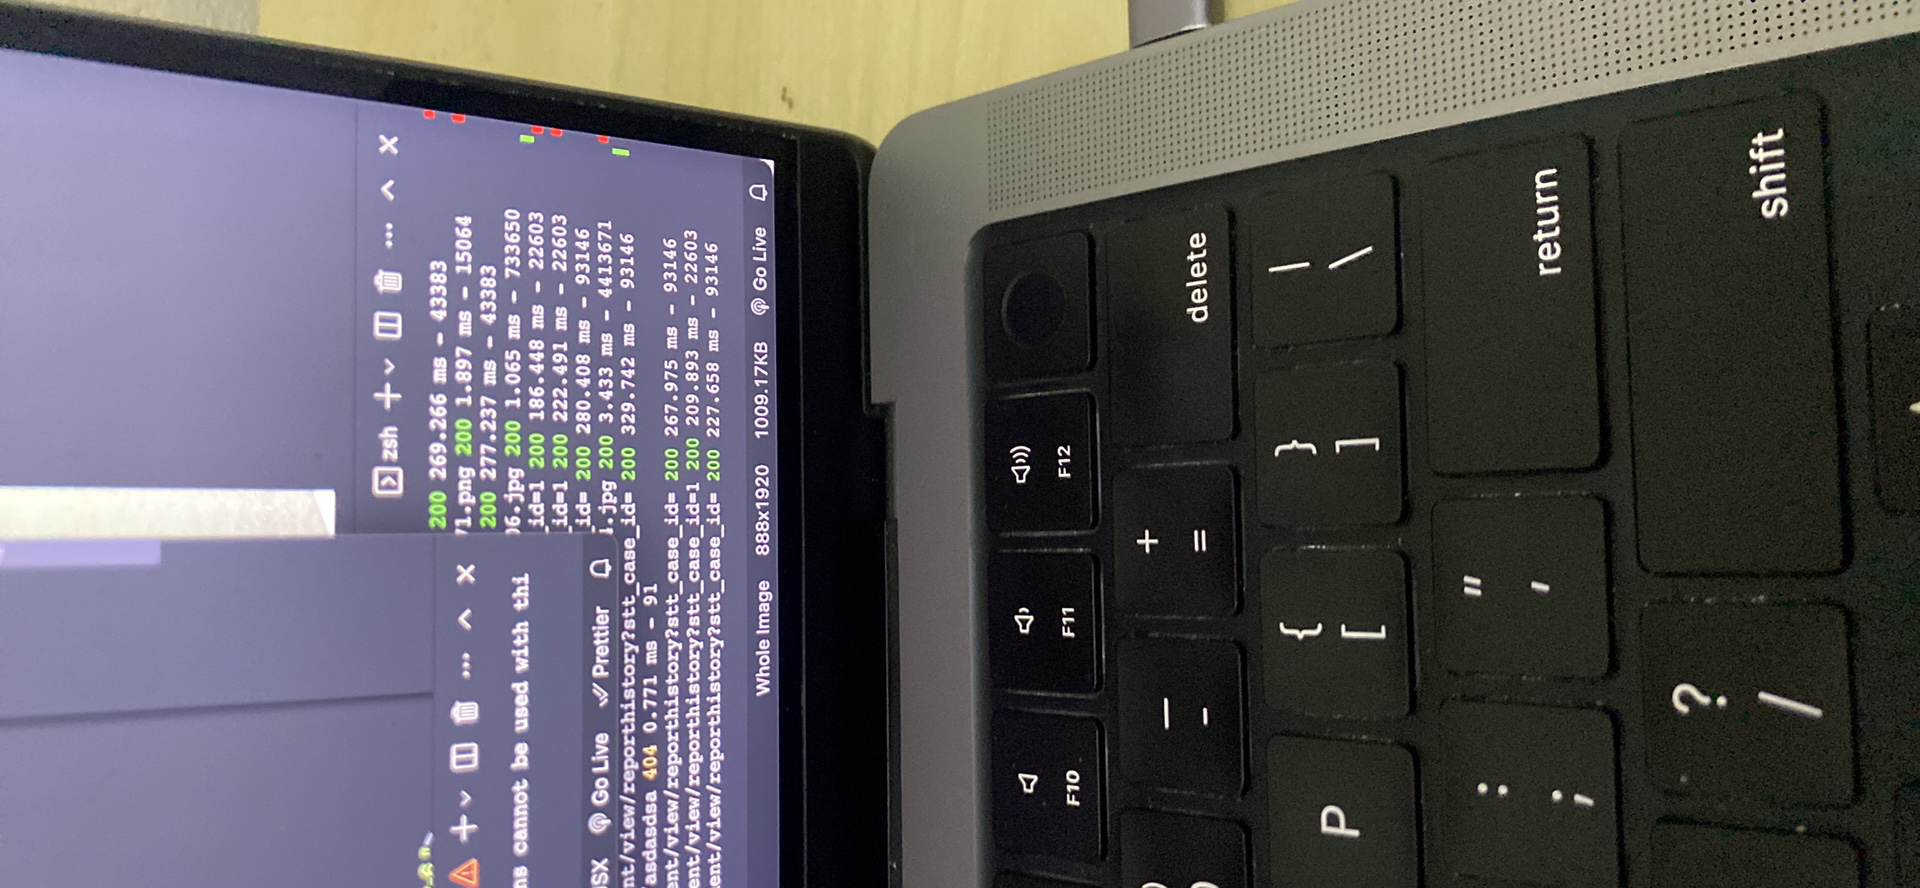 zsh
200 269.266 ms - 43383
71.png 200 1.897 ms - 15064
200 277.237 ms - 43383
06.jpg 200 1.065 ms - 733650
_id=1 200 186.448 ms - 22603
_id=1 200 222.491 ms - 22603
_id= 200 280.408 ms - 93146
.jpg 200 3.433 ms - 4413671
ns cannot be used with thi
SX Go Live Prettier
nt/view/reporthistory?stt_case_id= 200 329.742 ms - 93146
asdasdsa 404 0.771 ms - 91
ent/view/reporthistory?stt_case_id= 200 267.975 ms - 93146
ent/view/reporthistory?stt_case_id=1 200 209.893 ms - 22603
ent/view/reporthistory?stt_case_id= 200 227.658 ms - 93146
Whole Image 888x1920 1009.17KB Go Live
F10 F11 F12
— +
- = delete
{ } |
P [ ] \
: "
; ' return
?
/ shift